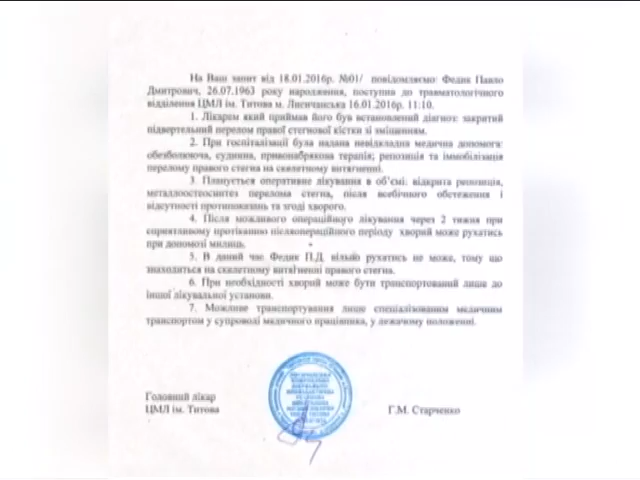 На Ваш запит від 18.01.2016р. №01/ повідомляємо: Федик Павло
Дмитрович, 26.07.1963 року народження, поступив до травматологічного
відділення ЦМЛ ім. Титова м. Лисичанська 16.01.2016р. 11:10.
1. Лікарем який приймав його був встановлений діагноз: закритий
підвертельний перелом правої стегнової кістки зі зміщенням.
2. При госпіталізації була надана невідкладна медична допомога:
обезболююча, судинна, привонабрякова терапія; репозиція та іммобілізація
перелому правого стегна на скелетному витягненні.
3. Планується оперативне лікування в об'ємі: відкрита репозиція,
металлоостеосинтез перелома стегна, після всебічного обстеження і
відсутності протипоказань та згоді хворого.
4. Після можливого операційного лікування через 2 тижня при
сприятливому протіканню післяопераційного періоду хворий може рухатись
при допомозі милиць.
5. В даний час Федик П.Д. вільно рухатись не може, тому що
знаходиться на скелетному витягненні правого стегна.
6. При необхідності хворий може бути транспортований лише до
іншої лікувальної установи.
7. Можливе транспортування лише спеціалізованим медичним
транспортом у супроводі медичного працівника, у лежачому положенні.
Головний лікар
ЦМЛ ім. Титова Г.М. Старченко